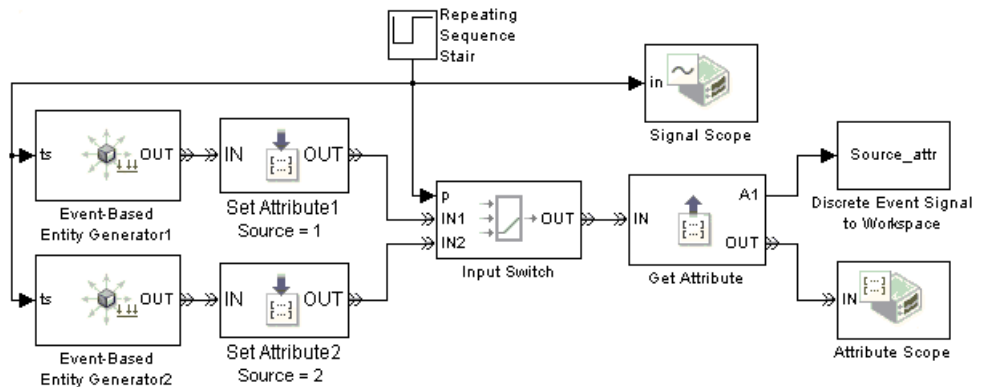 Repeating
Sequence
Stair
in
Signal Scope
ts
OUT
Event-Based
Entity Generator1
IN
OUT
Set Attribute1
Source = 1
p
IN1
IN2
OUT
Input Switch
IN
A1
OUT
Get Attribute
Source_attr
Discrete Event Signal
to Workspace
ts
OUT
Event-Based
Entity Generator2
IN
OUT
Set Attribute2
Source = 2
IN
Attribute Scope